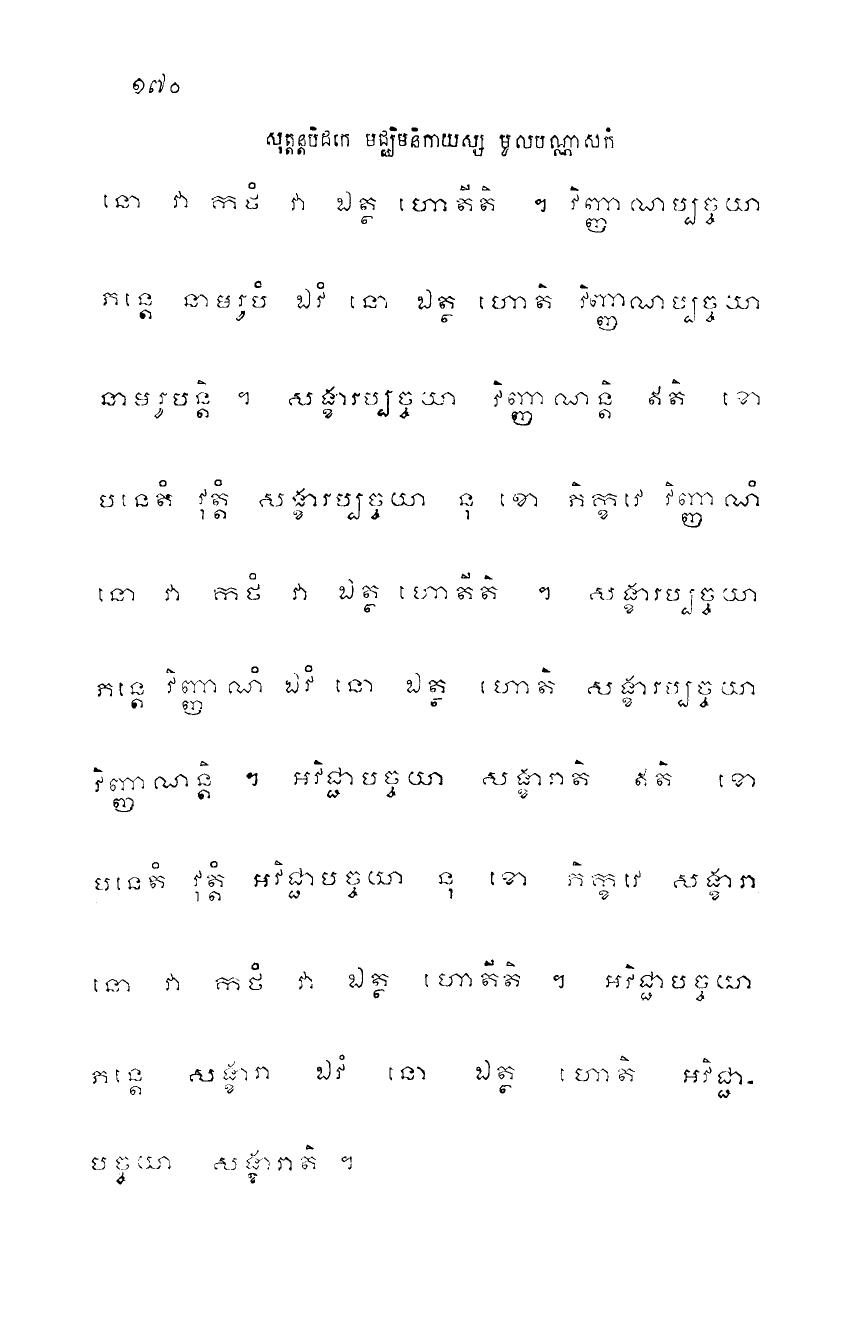 ១៧០
សុត្តន្តបិដកេ មជ្ឈិមនិកាយស្ស មូលបណ្ណាសកំ
នោ វា កថំ វា ឯត្ថ ហោតីតិ ។ វិញ្ញាណប្បច្ចយា
ភន្តេ នាមរូបំ ឯវំ នោ ឯត្ថ ហោតិ វិញ្ញាណប្បច្ចយា
នាមរូបន្តិ ។ សង្ខារប្បច្ចយា វិញ្ញាណន្តិ ឥតិ ខោ
បនេតំ វុត្តំ សង្ខារប្បច្ចយា នុ ខោ ភិក្ខវេ វិញ្ញាណំ
នោ វា កថំ វា ឯត្ថ ហោតីតិ ។ សង្ខារប្បច្ចយា
ភន្តេ វិញ្ញាណំ ឯវំ នោ ឯត្ថ ហោតិ សង្ខារប្បច្ចយា
វិញ្ញាណន្តិ ។ អវិជ្ជាបច្ចយា សង្ខារាតិ ឥតិ ខោ
បនេតំ វុត្តំ អវិជ្ជាបច្ចយា នុ ខោ ភិក្ខវេ សង្ខារា
នោ វា កថំ វា ឯត្ថ ហោតីតិ ។ អវិជ្ជាបច្ចយា
ភន្តេ សង្ខារា ឯវំ នោ ឯត្ថ ហោតិ អវិជ្ជា-
បច្ចយា សង្ខារាតិ ។